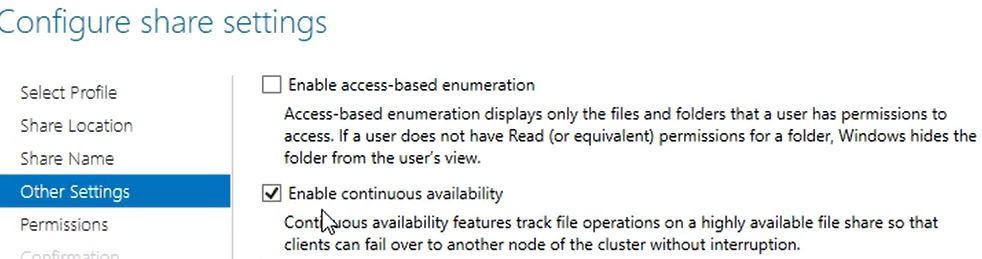 Configure share settings
Select Profile
Share Location
Share Name
Other Settings
Permissions
Confirmation
Enable access-based enumeration
Access-based enumeration displays only the files and folders that a user has permissions to
access. If a user does not have Read (or equivalent) permissions for a folder, Windows hides the
folder from the user's view.
Enable continuous availability
Continuous availability features track file operations on a highly available file share so that
clients can fail over to another node of the cluster without interruption.